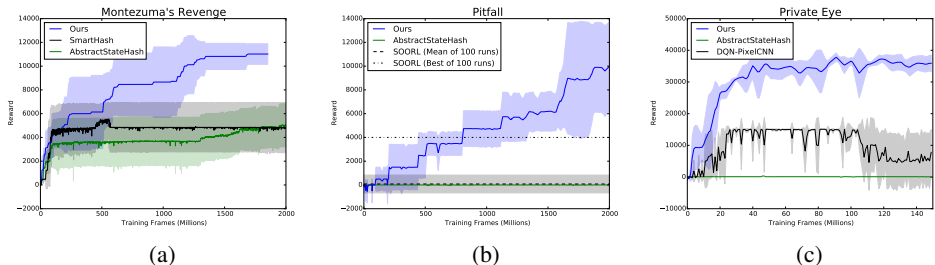 Montezuma's Revenge
14000
12000
10000
8000
6000
4000
2000
0
−2000
Reward
0
500
1000
1500
2000
Training Frames (Millions)
Ours
SmartHash
AbstractStateHash
(a)
Pitfall
14000
12000
10000
8000
6000
4000
2000
0
−2000
Reward
0
500
1000
1500
2000
Training Frames (Millions)
Ours
AbstractStateHash
SOORL (Mean of 100 runs)
SOORL (Best of 100 runs)
(b)
Private Eye
50000
40000
30000
20000
10000
0
−10000
Reward
0
20
40
60
80
100
120
140
Training Frames (Millions)
Ours
AbstractStateHash
DQN-PixelCNN
(c)